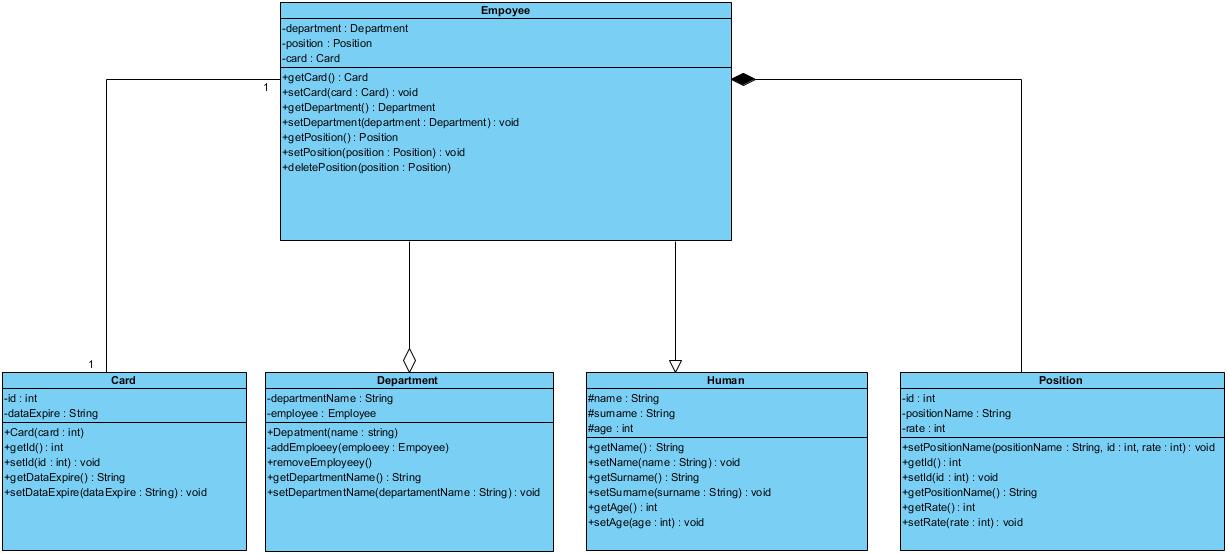 Empoyee
-department : Department
-position : Position
-card : Card
+getCard() : Card
+setCard(card : Card) : void
+getDepartment() : Department
+setDepartment(department : Department) : void
+getPosition() : Position
+setPosition(position : Position) : void
+deletePosition(position : Position)
1
1
Card
-id : int
-dataExpire : String
+Card(card : int)
+getId() : int
+setId(id : int) : void
+getDataExpire() : String
+setDataExpire(dataExpire : String) : void
Department
-departmentName : String
-employee : Employee
+Depatment(name : string)
-addEmploeey(emploeey : Empoyee)
+removeEmployeey()
+getDepartmentName() : String
+setDepartmentName(departamentName : String) : void
Human
#name : String
#surname : String
#age : int
+getName() : String
+setName(name : String) : void
+getSurname() : String
+setSurname(surname : String) : void
+getAge() : int
+setAge(age : int) : void
Position
-id : int
-positionName : String
-rate : int
+setPositionName(positionName : String, id : int, rate : int) : void
+getId() : int
+setId(id : int) : void
+getPositionName() : String
+getRate() : int
+setRate(rate : int) : void